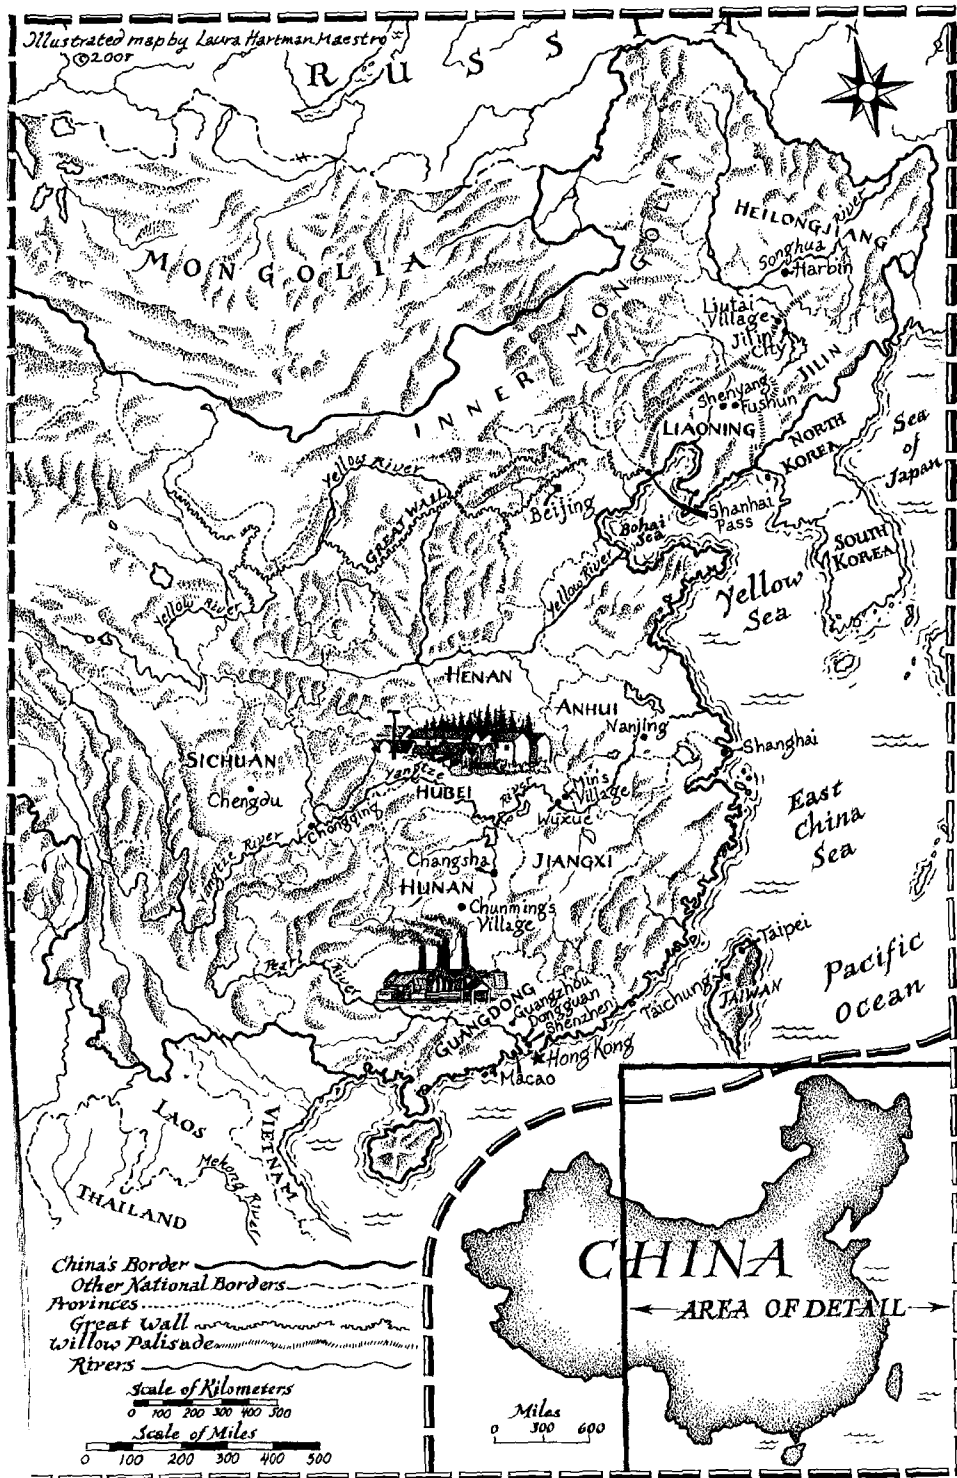 Illustrated map by Laura Hartman Maestro
©2008
RUSSIA
MONGOLIA
INNER MONGOLIA
HEILONGJIANG
River
Songhua
Harbin
Liutai
Village
Jilin
City
JILIN
Shenyang
Fushun
LIAONING
NORTH
KOREA
Sea
of
Japan
Yellow River
GREAT WALL
Beijing
Bohai
Sea
Shanhai
Pass
SOUTH
KOREA
Yellow River
Yellow River
Yellow
Sea
HENAN
ANHUI
Nanjing
Shanghai
SICHUAN
Chengdu
Yangtze
HUBEI
River
Min's
Village
Wuxue
Chongqing
Yangtze River
East
China
Sea
Changsha
JIANGXI
HUNAN
Chunming's
Village
Taipei
Pearl
River
GUANGDONG
Guangzhou
Dongguan
Shenzhen
Taichung
TAIWAN
Pacific
Ocean
Hong Kong
Macao
LAOS
VIETNAM
Mekong River
THAILAND
China's Border
Other National Borders
Provinces
Great Wall
Willow Palisade
Rivers
Scale of Kilometers
0 100 200 300 400 500
Scale of Miles
0 100 200 300 400 500
CHINA
AREA OF DETAIL
Miles
0 300 600